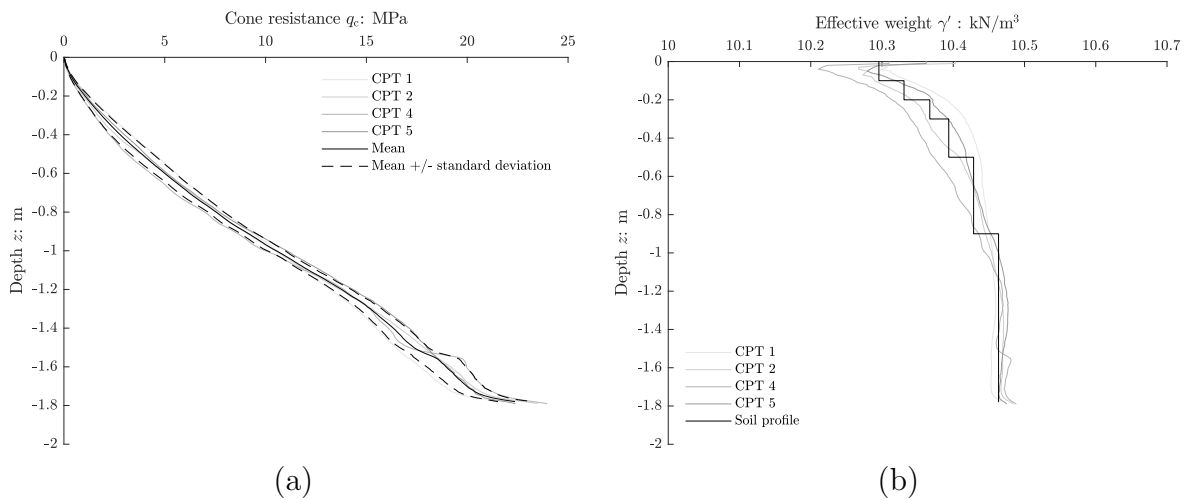 Cone resistance qc: MPa
0 5 10 15 20 25
0
-0.2
-0.4
-0.6
-0.8
-1
-1.2
-1.4
-1.6
-1.8
-2
Depth z: m
CPT 1
CPT 2
CPT 4
CPT 5
Mean
Mean +/- standard deviation
(a)
Effective weight γ′ : kN/m³
10 10.1 10.2 10.3 10.4 10.5 10.6 10.7
0
-0.2
-0.4
-0.6
-0.8
-1
-1.2
-1.4
-1.6
-1.8
-2
Depth z: m
CPT 1
CPT 2
CPT 4
CPT 5
Soil profile
(b)